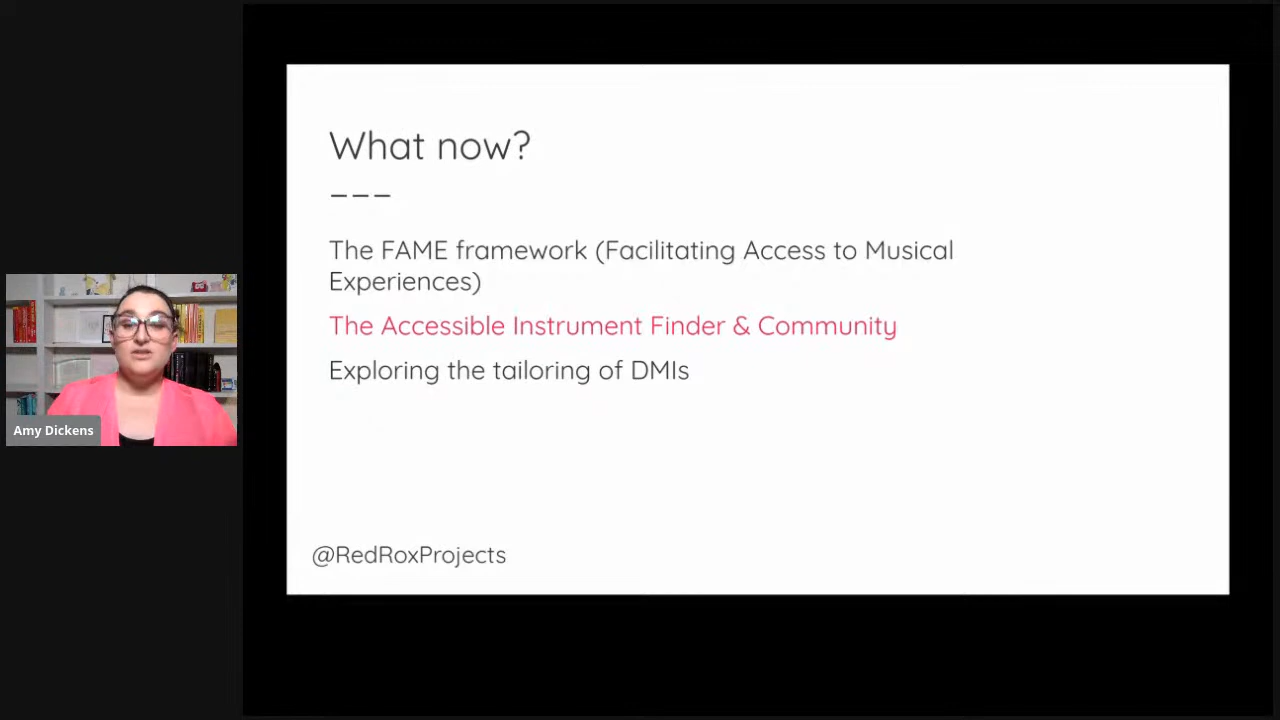 What now?
---
The FAME framework (Facilitating Access to Musical
Experiences)
The Accessible Instrument Finder & Community
Exploring the tailoring of DMIs
@RedRoxProjects
Amy Dickens